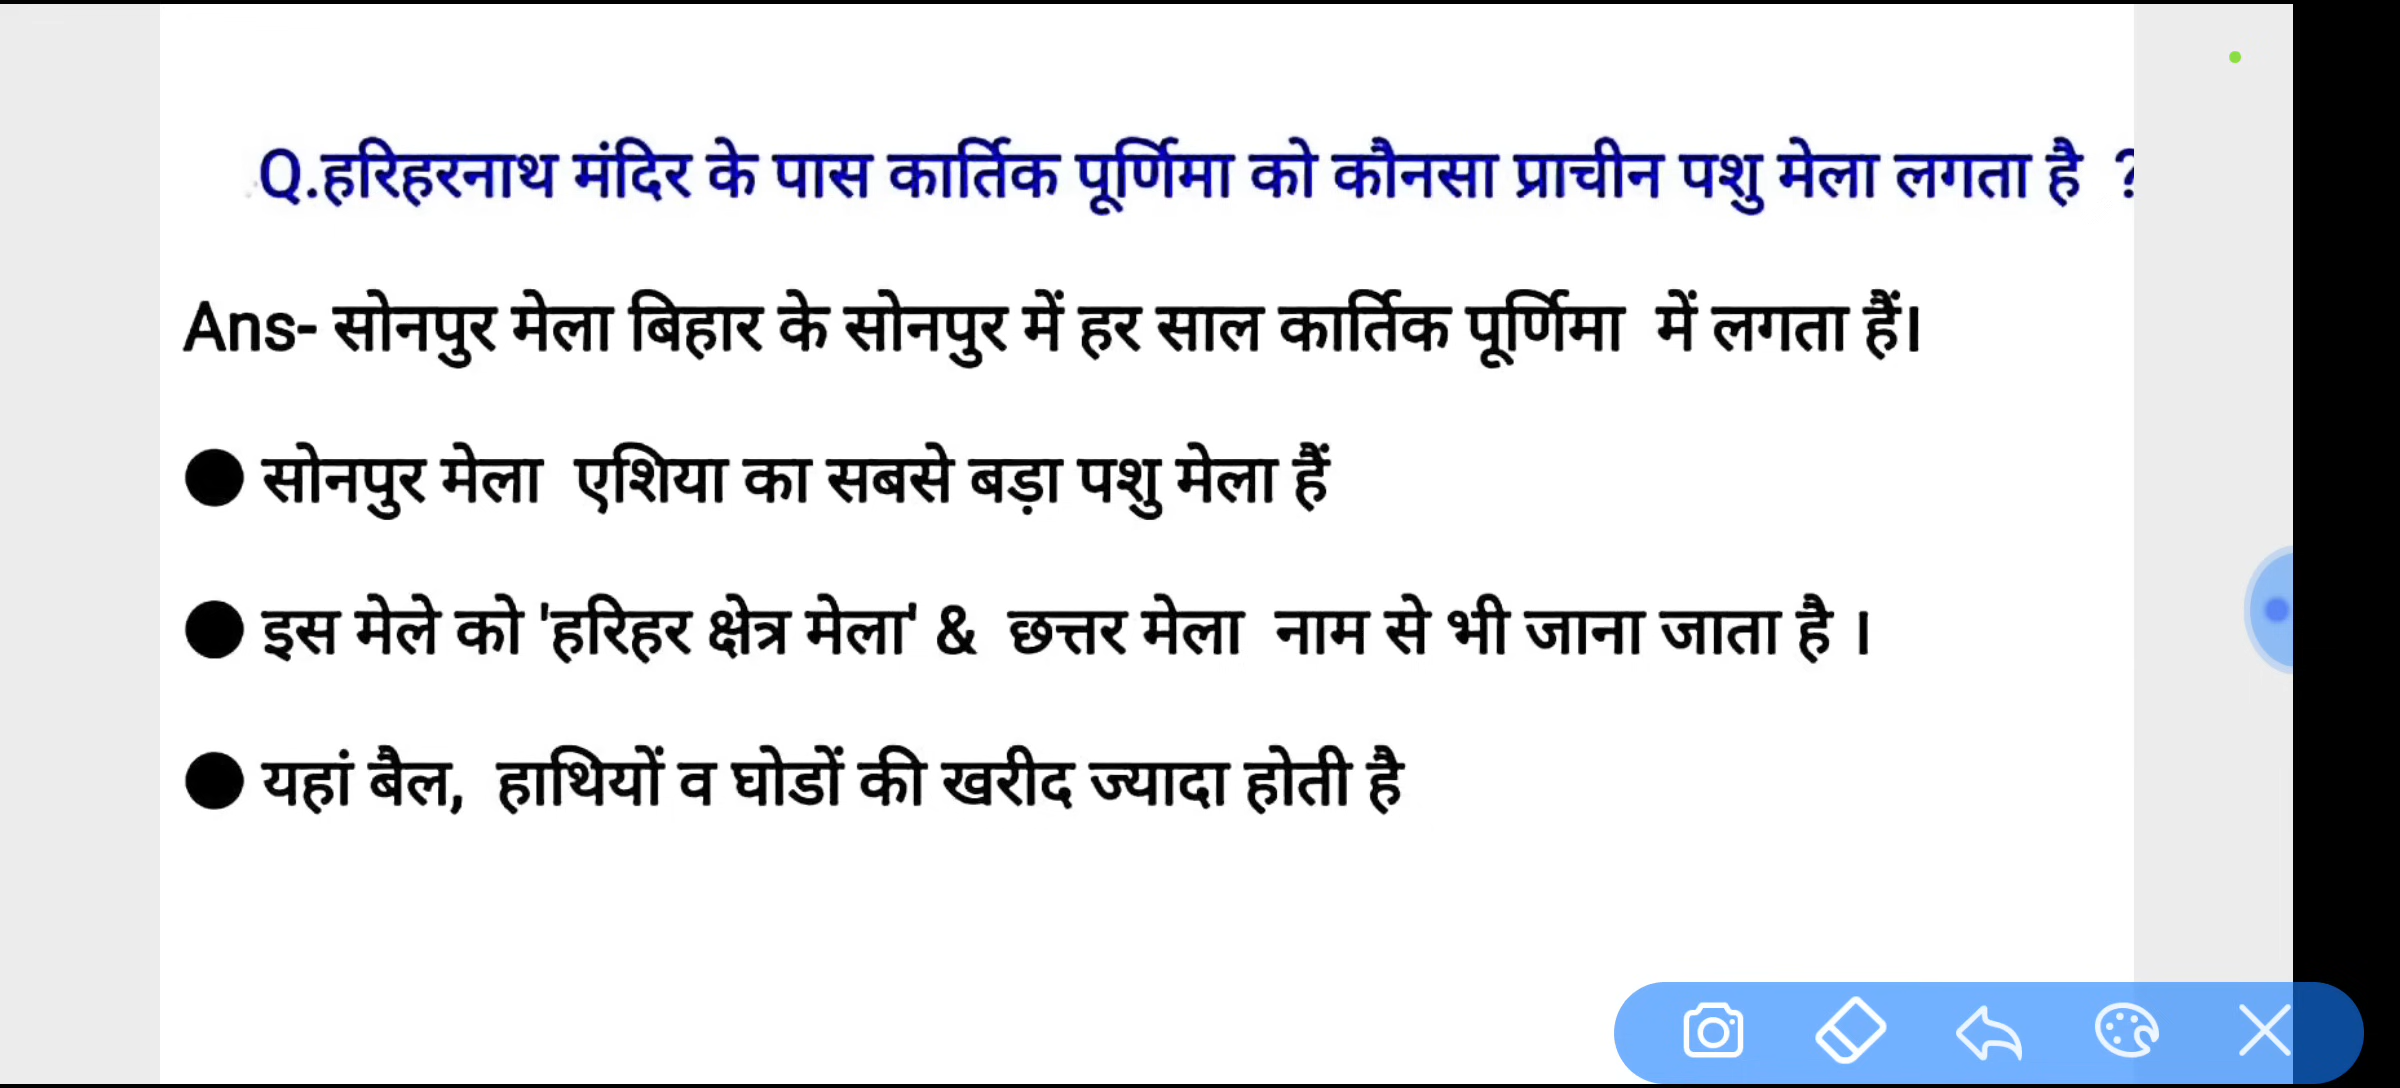 Q.हरिहरनाथ मंदिर के पास कार्तिक पूर्णिमा को कौनसा प्राचीन पशु मेला लगता है ?
Ans- सोनपुर मेला बिहार के सोनपुर में हर साल कार्तिक पूर्णिमा में लगता हैं।
● सोनपुर मेला एशिया का सबसे बड़ा पशु मेला हैं
● इस मेले को 'हरिहर क्षेत्र मेला' & छत्तर मेला नाम से भी जाना जाता है ।
● यहां बैल, हाथियों व घोडों की खरीद ज्यादा होती है